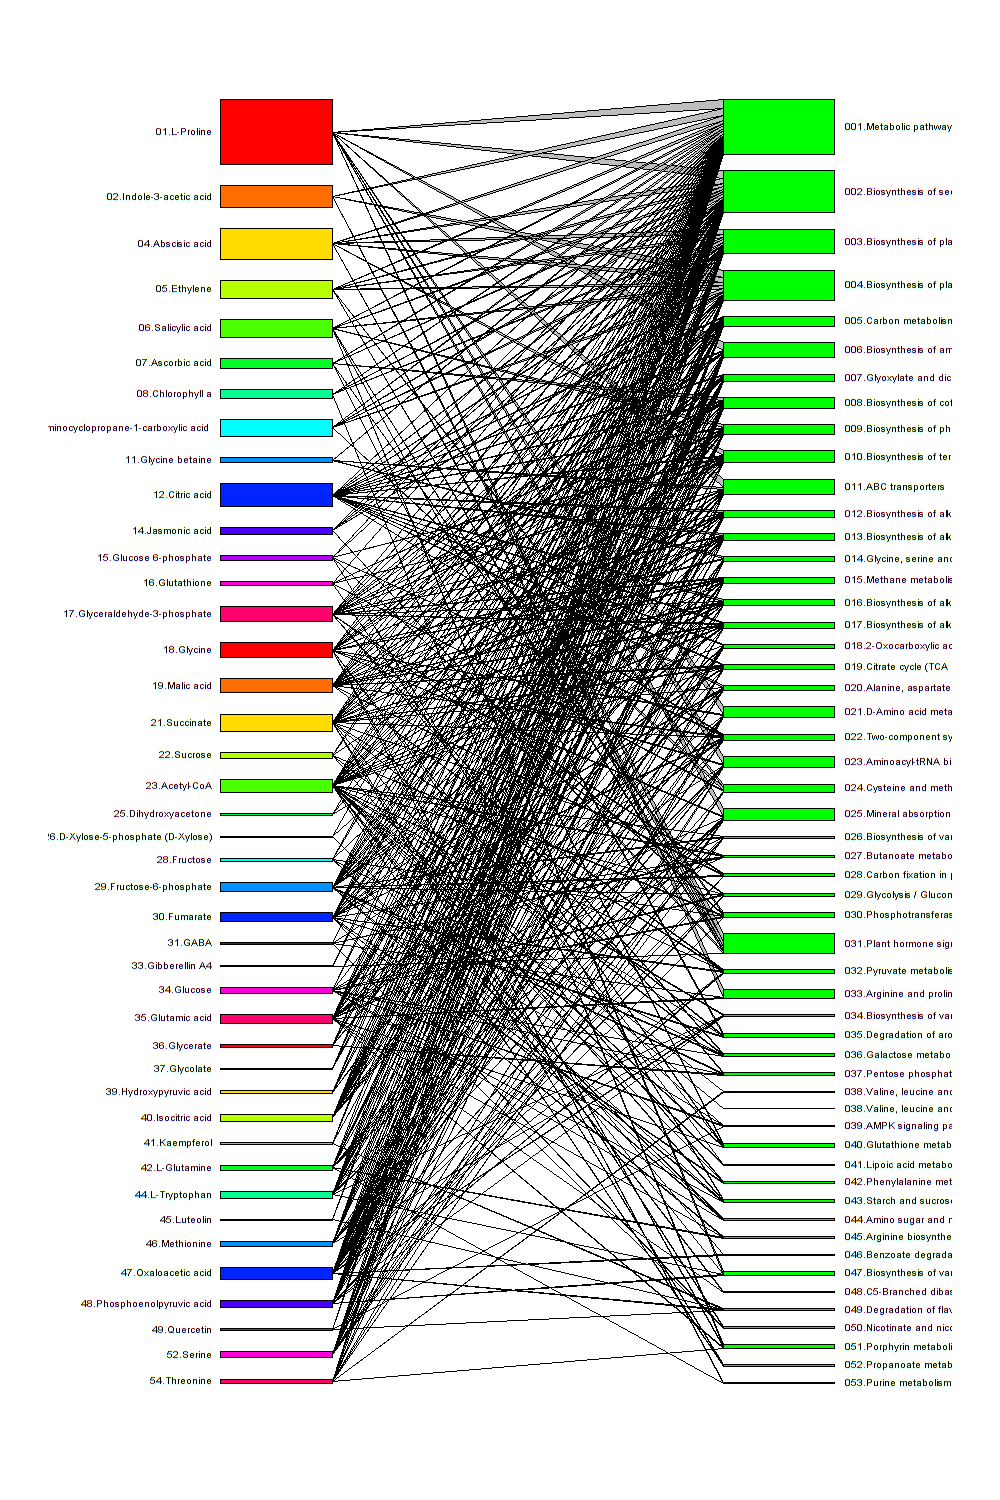 01.L-Proline
02.Indole-3-acetic acid
04.Abscisic acid
05.Ethylene
06.Salicylic acid
07.Ascorbic acid
08.Chlorophyll a
minocyclopropane-1-carboxylic acid
11.Glycine betaine
12.Citric acid
14.Jasmonic acid
15.Glucose 6-phosphate
16.Glutathione
17.Glyceraldehyde-3-phosphate
18.Glycine
19.Malic acid
21.Succinate
22.Sucrose
23.Acetyl-CoA
25.Dihydroxyacetone
26.D-Xylose-5-phosphate (D-Xylose)
28.Fructose
29.Fructose-6-phosphate
30.Fumarate
31.GABA
33.Gibberellin A4
34.Glucose
35.Glutamic acid
36.Glycerate
37.Glycolate
39.Hydroxypyruvic acid
40.Isocitric acid
41.Kaempferol
42.L-Glutamine
44.L-Tryptophan
45.Luteolin
46.Methionine
47.Oxaloacetic acid
48.Phosphoenolpyruvic acid
49.Quercetin
52.Serine
54.Threonine
001.Metabolic pathway
002.Biosynthesis of sec
003.Biosynthesis of pla
004.Biosynthesis of pla
005.Carbon metabolism
006.Biosynthesis of am
007.Glyoxylate and dic
008.Biosynthesis of cof
009.Biosynthesis of ph
010.Biosynthesis of ter
011.ABC transporters
012.Biosynthesis of alk
013.Biosynthesis of alk
014.Glycine, serine and
015.Methane metabolis
016.Biosynthesis of alk
017.Biosynthesis of alk
018.2-Oxocarboxylic ac
019.Citrate cycle (TCA
020.Alanine, aspartate
021.D-Amino acid meta
022.Two-component sy
023.Aminoacyl-tRNA bi
024.Cysteine and meth
025.Mineral absorption
026.Biosynthesis of var
027.Butanoate metabo
028.Carbon fixation in p
029.Glycolysis / Glucon
030.Phosphotransferas
031.Plant hormone sign
032.Pyruvate metabolis
033.Arginine and prolin
034.Biosynthesis of var
035.Degradation of aro
036.Galactose metabo
037.Pentose phosphat
038.Valine, leucine and
038.Valine, leucine and
039.AMPK signaling pa
040.Glutathione metab
041.Lipoic acid metabo
042.Phenylalanine met
043.Starch and sucrose
044.Amino sugar and n
045.Arginine biosynthe
046.Benzoate degrada
047.Biosynthesis of var
048.C5-Branched dibas
049.Degradation of flav
050.Nicotinate and nico
051.Porphyrin metaboli
052.Propanoate metab
053.Purine metabolism